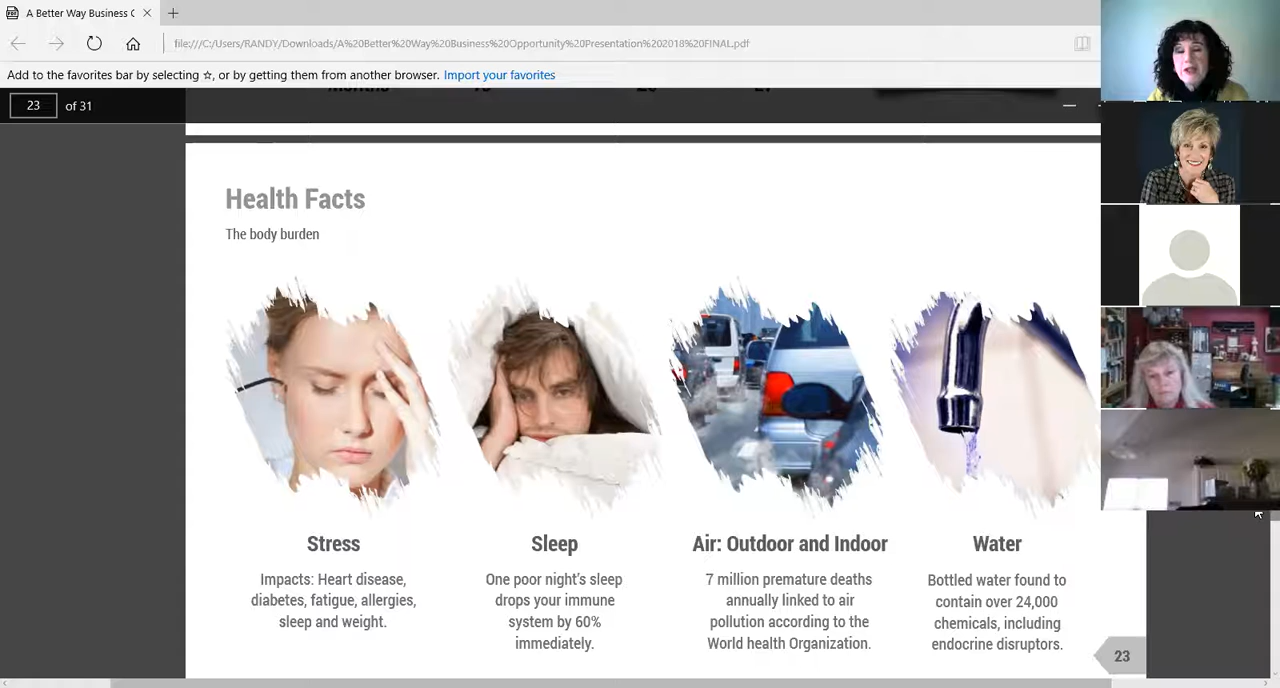 A Better Way Business C
file:///C:/Users/RANDY/Downloads/A%20Better%20Way%20Business%20Opportunity%20Presentation%202018%20FINAL.pdf
Add to the favorites bar by selecting ☆, or by getting them from another browser. Import your favorites
23 of 31
Health Facts
The body burden
Stress
Impacts: Heart disease,
diabetes, fatigue, allergies,
sleep and weight.
Sleep
One poor night's sleep
drops your immune
system by 60%
immediately.
Air: Outdoor and Indoor
7 million premature deaths
annually linked to air
pollution according to the
World health Organization.
Water
Bottled water found to
contain over 24,000
chemicals, including
endocrine disruptors.
23